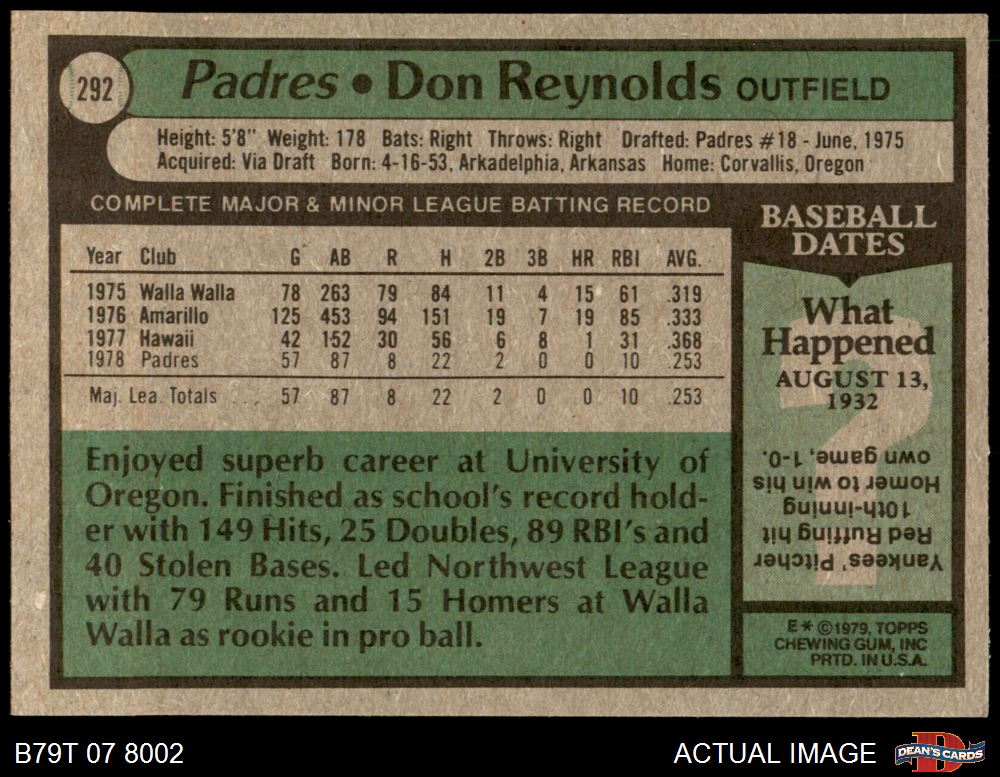 292
Padres • Don Reynolds OUTFIELD
Height: 5'8" Weight: 178 Bats: Right Throws: Right Drafted: Padres #18 - June, 1975
Acquired: Via Draft Born: 4-16-53, Arkadelphia, Arkansas Home: Corvallis, Oregon
COMPLETE MAJOR & MINOR LEAGUE BATTING RECORD
Year Club G AB R H 2B 3B HR RBI AVG.
1975 Walla Walla 78 263 79 84 11 4 15 61 .319
1976 Amarillo 125 453 94 151 19 7 19 85 .333
1977 Hawaii 42 152 30 56 6 8 1 31 .368
1978 Padres 57 87 8 22 2 0 0 10 .253
Maj. Lea. Totals ... 57 87 8 22 2 0 0 10 .253
Enjoyed superb career at University of
Oregon. Finished as school's record hold-
er with 149 Hits, 25 Doubles, 89 RBI's and
40 Stolen Bases. Led Northwest League
with 79 Runs and 15 Homers at Walla
Walla as rookie in pro ball.
BASEBALL
DATES
What
Happened
AUGUST 13,
1932
?
Yankees' Pitcher
Red Ruffing hit
10th-inning
Homer to win his
own game, 1-0.
E* ©1979, TOPPS
CHEWING GUM, INC
PRTD. IN U.S.A.
B79T 07 8002
ACTUAL IMAGE
D
DEAN'S CARDS